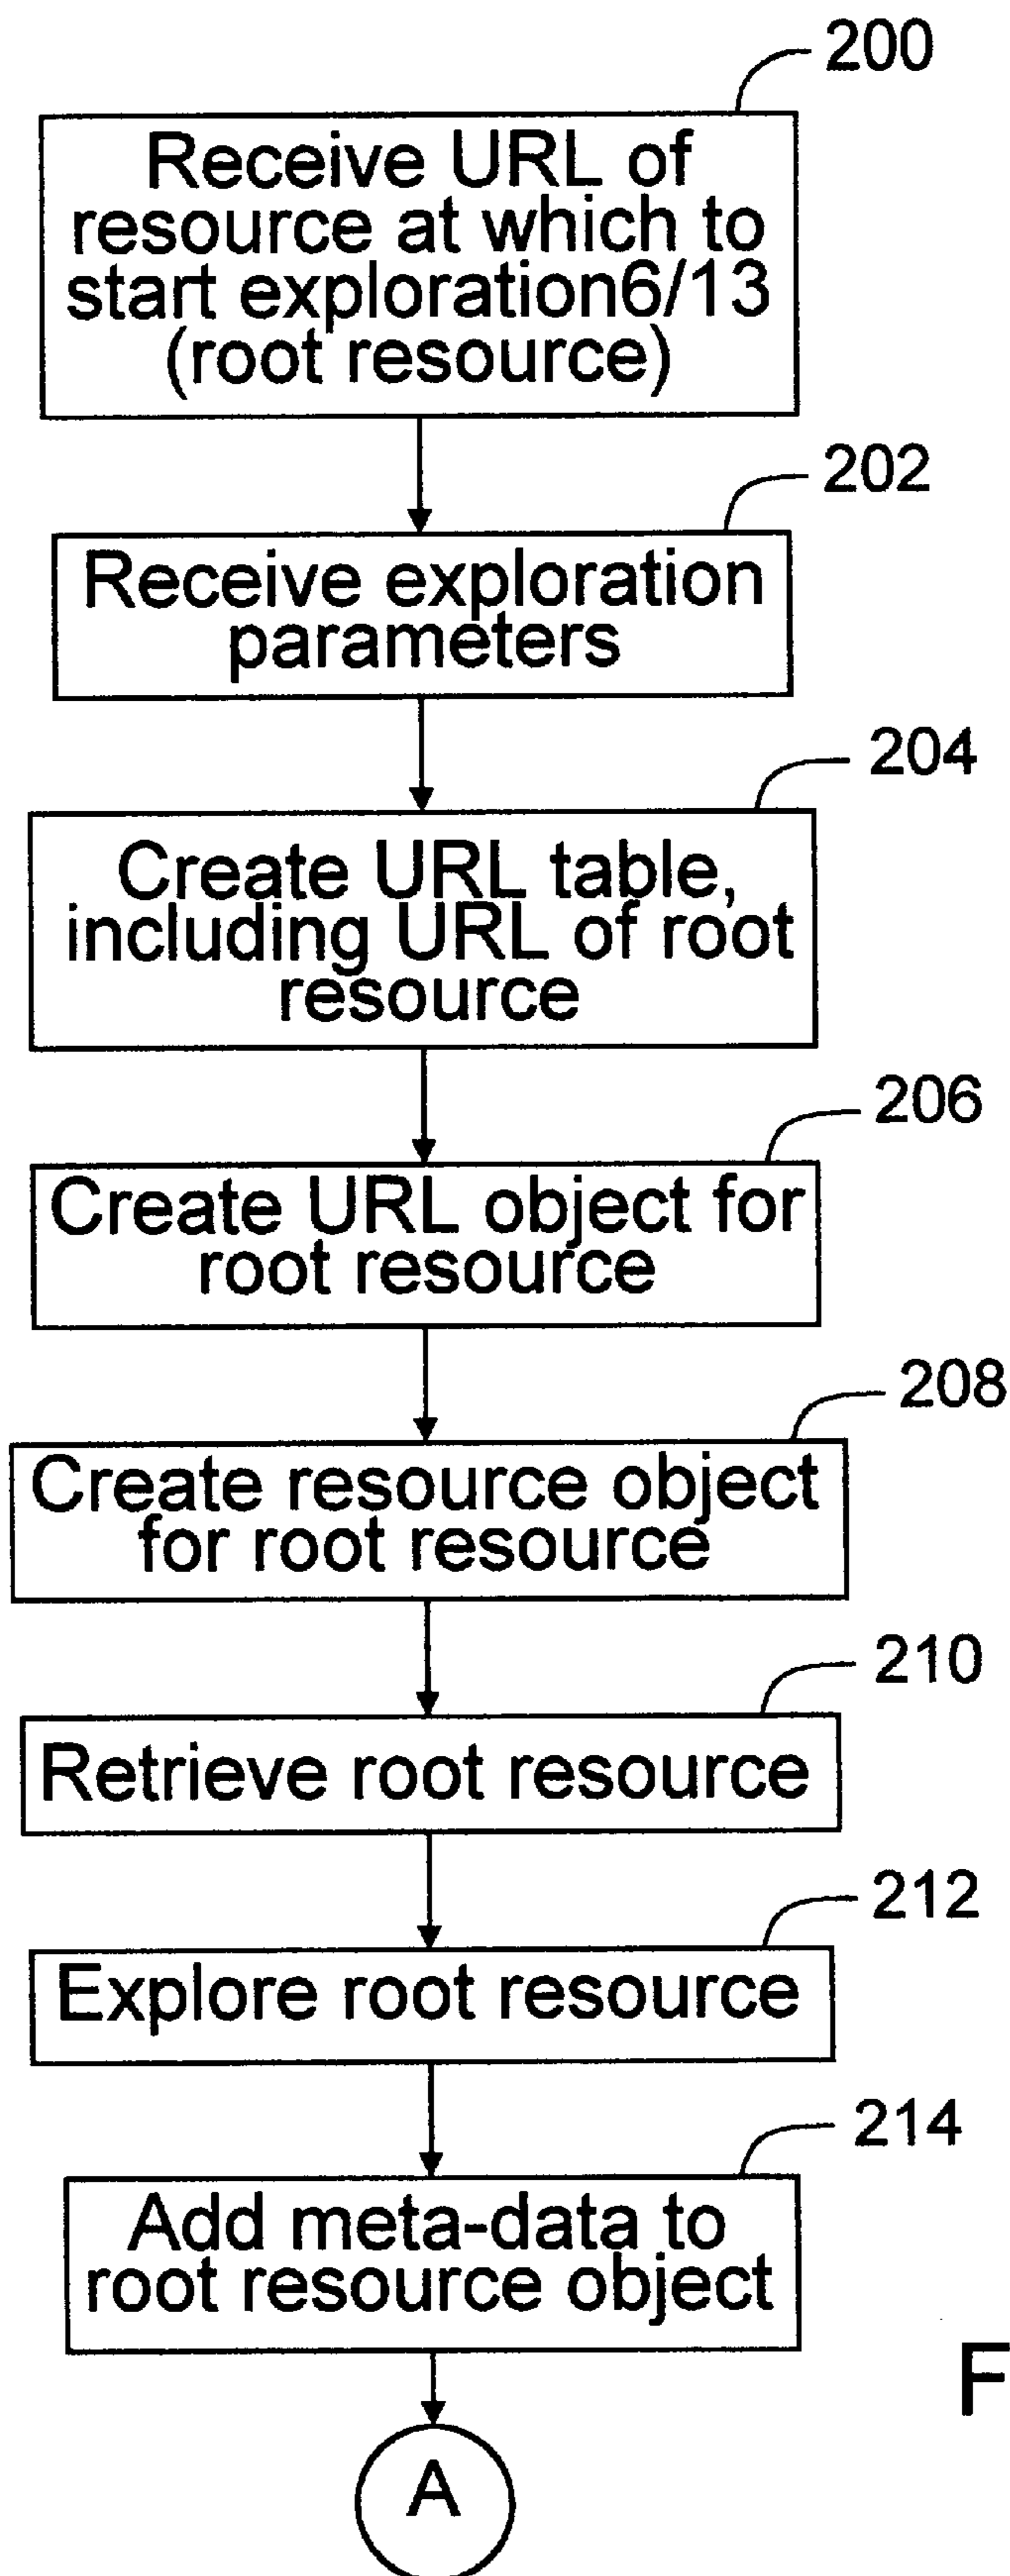 200
Receive URL of
resource at which to
start exploration6/13
(root resource)
202
Receive exploration
parameters
204
Create URL table,
including URL of root
resource
206
Create URL object for
root resource
208
Create resource object
for root resource
210
Retrieve root resource
212
Explore root resource
214
Add meta-data to
root resource object
F
A